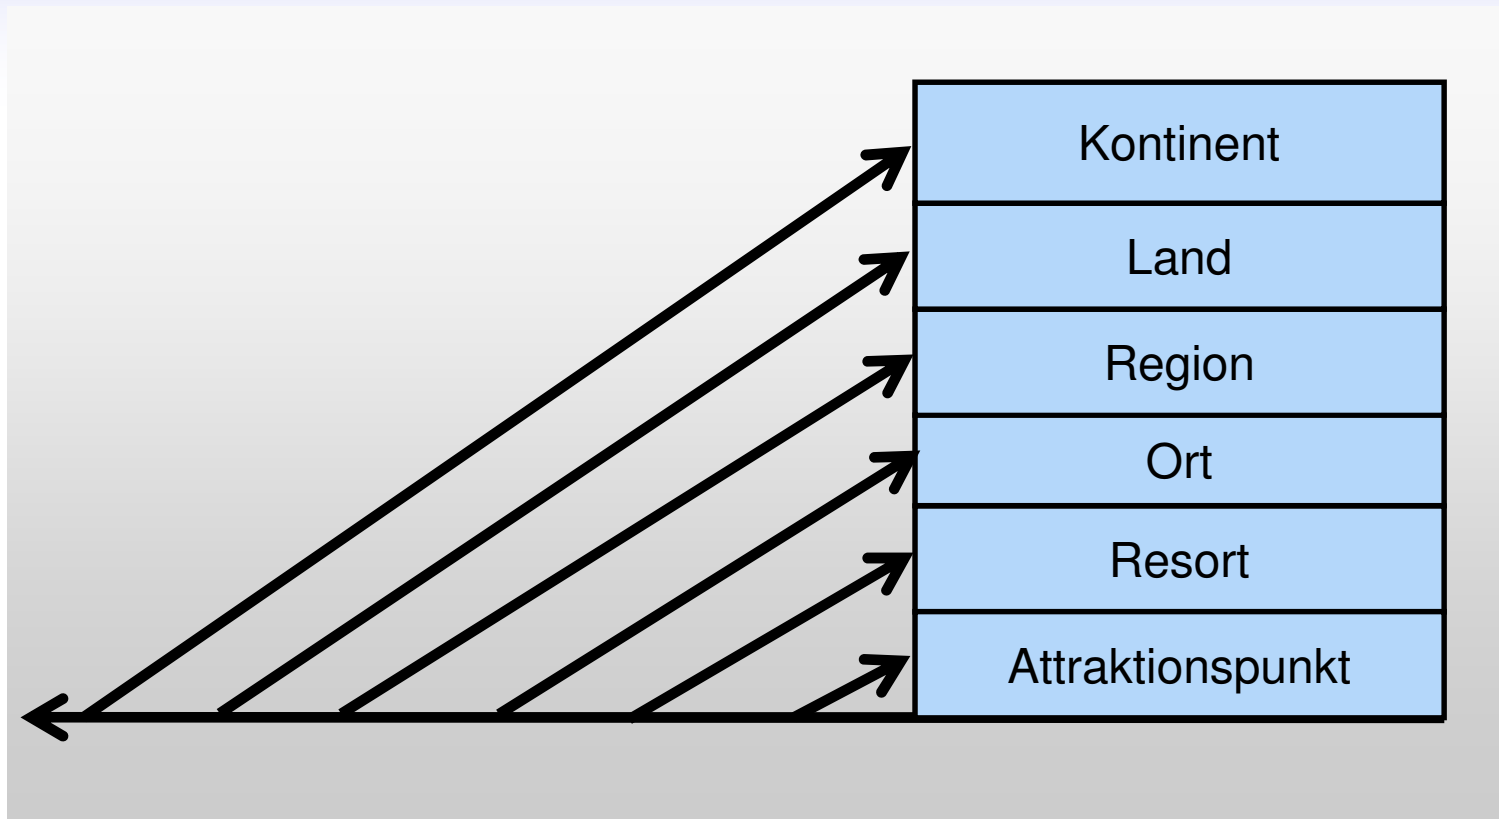 Kontinent
Land
Region
Ort
Resort
Attraktionspunkt